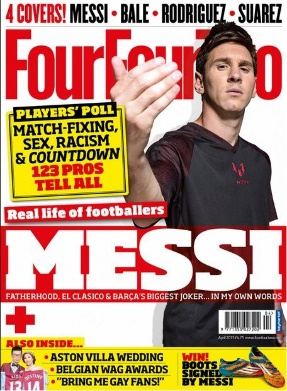 4 COVERS! MESSI • BALE • RODRIGUEZ • SUAREZ
FourFourTwo
PLAYERS' POLL
MATCH-FIXING,
SEX, RACISM
& COUNTDOWN
123 PROS
TELL ALL
Real life of footballers
MESSI
FATHERHOOD, EL CLASICO & BARÇA'S BIGGEST JOKER... IN MY OWN WORDS
+
ALSO INSIDE...
• ASTON VILLA WEDDING
• BELGIAN WAG AWARDS
• "BRING ME GAY FANS!"
WIN!
BOOTS
SIGNED
BY MESSI
13 14